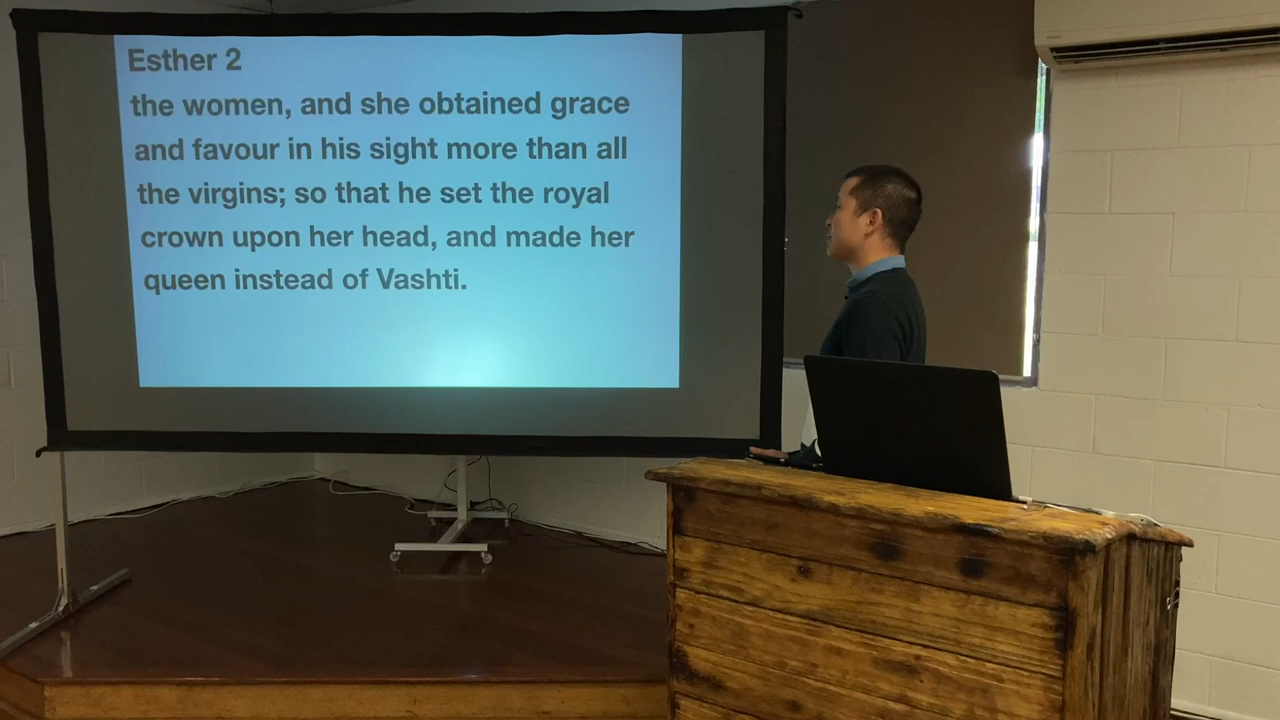 Esther 2
the women, and she obtained grace
and favour in his sight more than all
the virgins; so that he set the royal
crown upon her head, and made her
queen instead of Vashti.